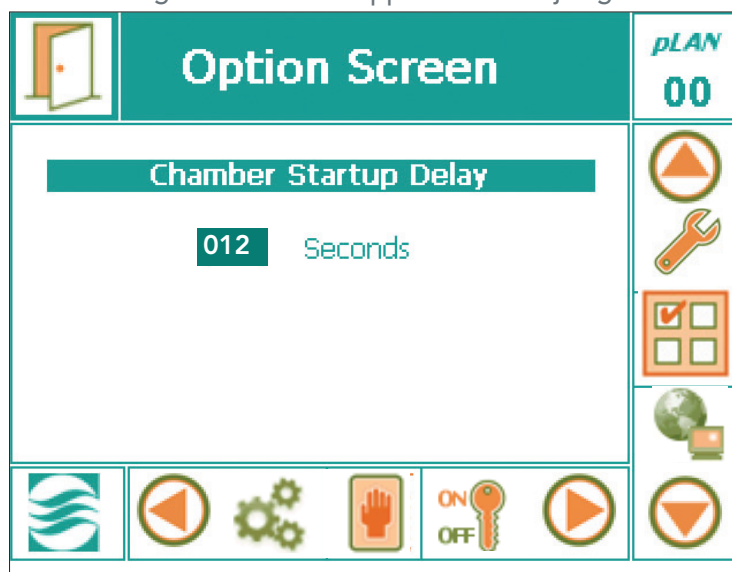 Option Screen
pLAN
00
Chamber Startup Delay
012 Seconds
ON
OFF